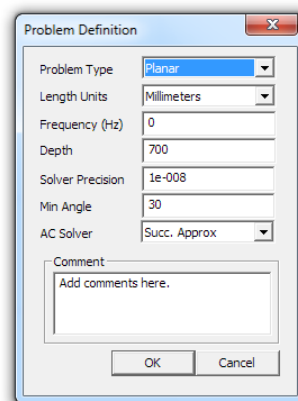 Problem Definition
Problem Type Planar
Length Units Millimeters
Frequency (Hz) 0
Depth 700
Solver Precision 1e-008
Min Angle 30
AC Solver Succ. Approx
Comment
Add comments here.
OK Cancel